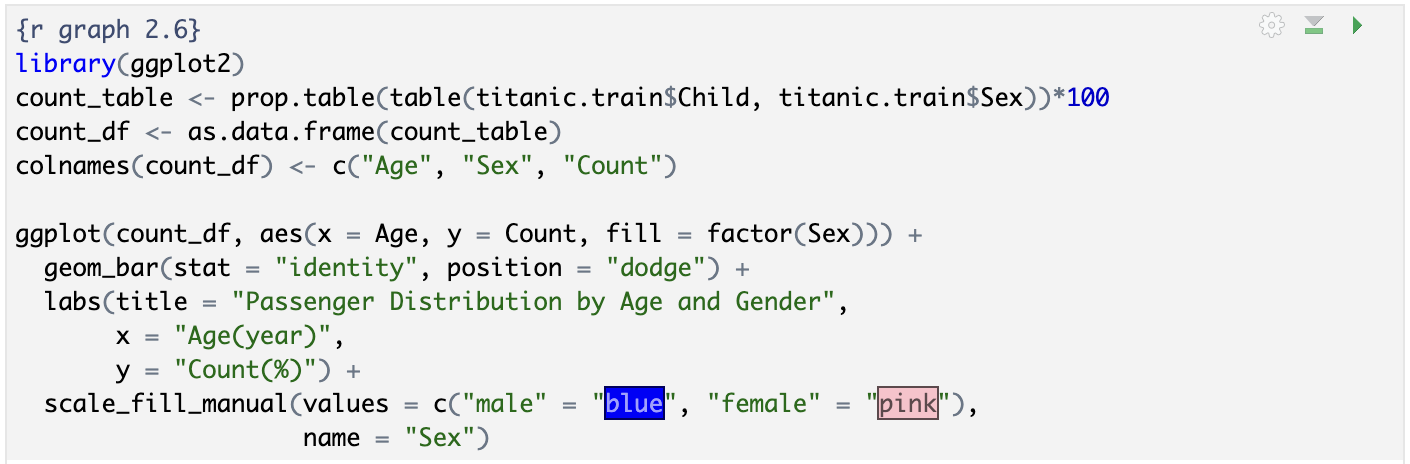 {r graph 2.6}
library(ggplot2)
count_table <- prop.table(table(titanic.train$Child, titanic.train$Sex))*100
count_df <- as.data.frame(count_table)
colnames(count_df) <- c("Age", "Sex", "Count")

ggplot(count_df, aes(x = Age, y = Count, fill = factor(Sex))) +
  geom_bar(stat = "identity", position = "dodge") +
  labs(title = "Passenger Distribution by Age and Gender",
       x = "Age(year)",
       y = "Count(%)") +
  scale_fill_manual(values = c("male" = "blue", "female" = "pink"),
                    name = "Sex")